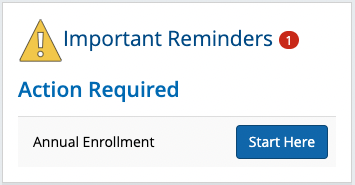 Important Reminders 1
Action Required
Annual Enrollment Start Here